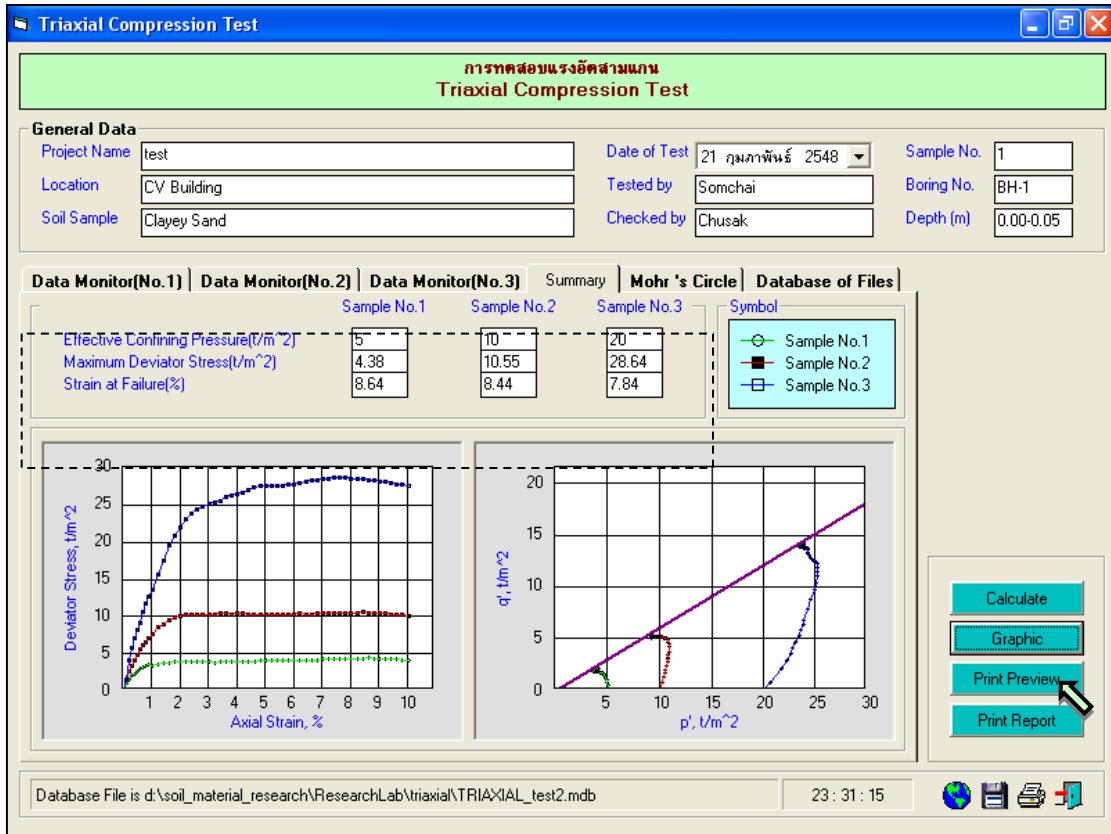 Triaxial Compression Test
การทดสอบแรงอัดสามแกน
Triaxial Compression Test
General Data
Project Name test Date of Test 21 กุมภาพันธ์ 2548 Sample No. 1
Location CV Building Tested by Somchai Boring No. BH-1
Soil Sample Clayey Sand Checked by Chusak Depth (m) 0.00-0.05
Data Monitor(No.1) Data Monitor(No.2) Data Monitor(No.3) Summary Mohr 's Circle Database of Files
Sample No.1 Sample No.2 Sample No.3 Symbol
Effective Confining Pressure(t/m^2) 5 10 20
Maximum Deviator Stress(t/m^2) 4.38 10.55 28.64
Strain at Failure(%) 8.64 8.44 7.84
Sample No.1
Sample No.2
Sample No.3
Deviator Stress, t/m^2
30
25
20
15
10
5
0
1 2 3 4 5 6 7 8 9 10
Axial Strain, %
q', t/m^2
20
15
10
5
0
5 10 15 20 25 30
p', t/m^2
Calculate
Graphic
Print Preview
Print Report
Database File is d:\soil_material_research\ResearchLab\triaxial\TRIAXIAL_test2.mdb 23 : 31 : 15